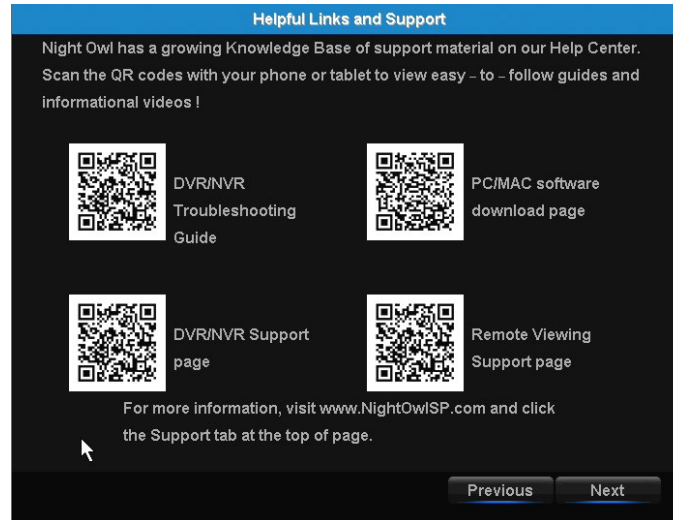 Helpful Links and Support
Night Owl has a growing Knowledge Base of support material on our Help Center.
Scan the QR codes with your phone or tablet to view easy – to – follow guides and
informational videos !
DVR/NVR
Troubleshooting
Guide
PC/MAC software
download page
DVR/NVR Support
page
Remote Viewing
Support page
For more information, visit www.NightOwlSP.com and click
the Support tab at the top of page.
Previous
Next